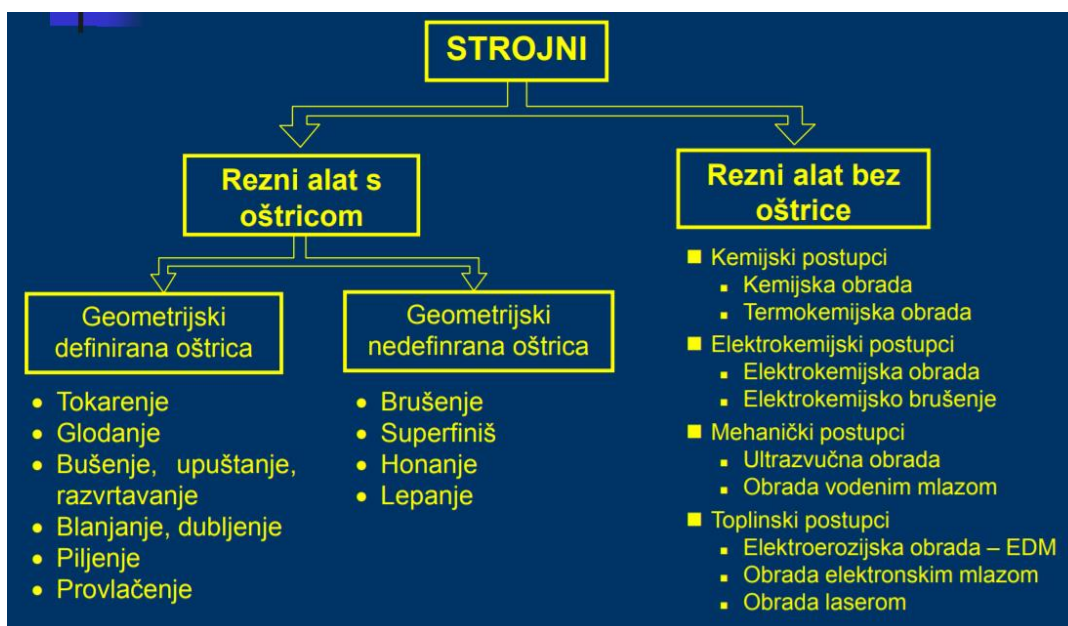 STROJNI
Rezni alat s
oštricom
Geometrijski
definirana oštrica
• Tokarenje
• Glodanje
• Bušenje, upuštanje,
razvrtavanje
• Blanjanje, dubljenje
• Piljenje
• Provlačenje
Geometrijski
nedefinrana oštrica
• Brušenje
• Superfiniš
• Honanje
• Lepanje
Rezni alat bez
oštrice
■ Kemijski postupci
▪ Kemijska obrada
▪ Termokemijska obrada
■ Elektrokemijski postupci
▪ Elektrokemijska obrada
▪ Elektrokemijsko brušenje
■ Mehanički postupci
▪ Ultrazvučna obrada
▪ Obrada vodenim mlazom
■ Toplinski postupci
▪ Elektroerozijska obrada – EDM
▪ Obrada elektronskim mlazom
▪ Obrada laserom